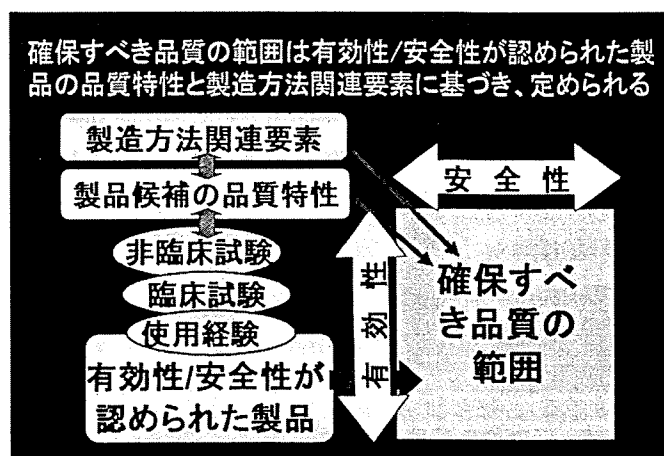 確保すべき品質の範囲は有効性/安全性が認められた製
品の品質特性と製造方法関連要素に基づき、定められる
製造方法関連要素
製品候補の品質特性
非臨床試験
臨床試験
使用経験
有効性/安全性が
認められた製品
有効性
安全性
確保すべ
き品質の
範囲